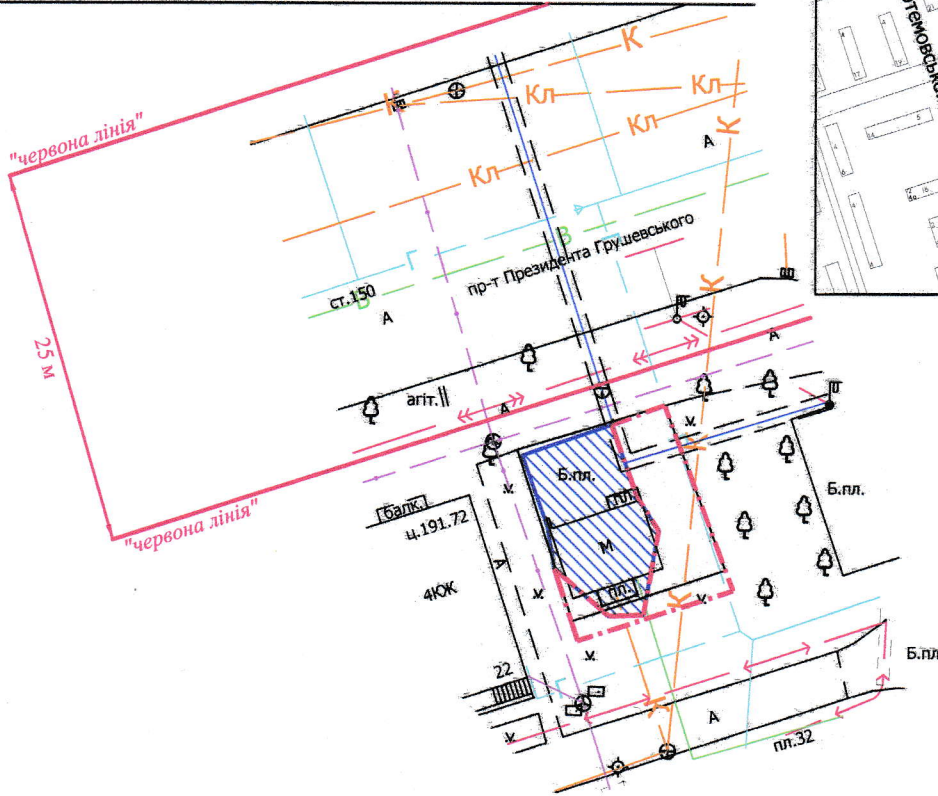 К
Кл
Кл
К
К
Кл
Кл
А
"червона лінія"
Г
В
В
пр-т Президента Грушевського
К
ст.150
А
25 м
А
агіт.
А
К
Б.пл.
пл.
Б.пл.
балк.
"червона лінія"
ц.191.72
М
А
4КЖ
пл.
К
22
Г
Б.пл
К
А
пл.32